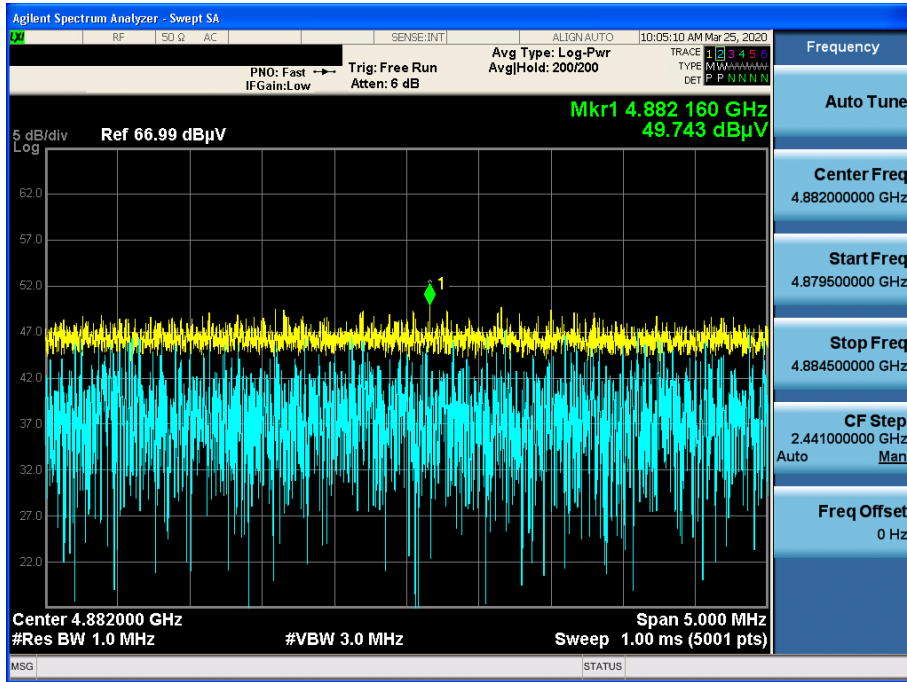 Agilent Spectrum Analyzer - Swept SA
LXI RF 50 Ω AC SENSE:INT ALIGNAUTO 10:05:10 AM Mar 25, 2020
Frequency
PNO: Fast
IFGain:Low
Trig: Free Run
Atten: 6 dB
Avg Type: Log-Pwr
Avg|Hold: 200/200
TRACE 1 2 3 4 5 6
TYPE M W W W W W
DET P P N N N N
Auto Tune
Mkr1 4.882 160 GHz
49.743 dBµV
5 dB/div Ref 66.99 dBµV
Log
62.0
57.0
52.0
47.0
42.0
37.0
32.0
27.0
22.0
1
Center Freq
4.882000000 GHz
Start Freq
4.879500000 GHz
Stop Freq
4.884500000 GHz
CF Step
2.441000000 GHz
Auto Man
Freq Offset
0 Hz
Center 4.882000 GHz Span 5.000 MHz
#Res BW 1.0 MHz #VBW 3.0 MHz Sweep 1.00 ms (5001 pts)
MSG STATUS